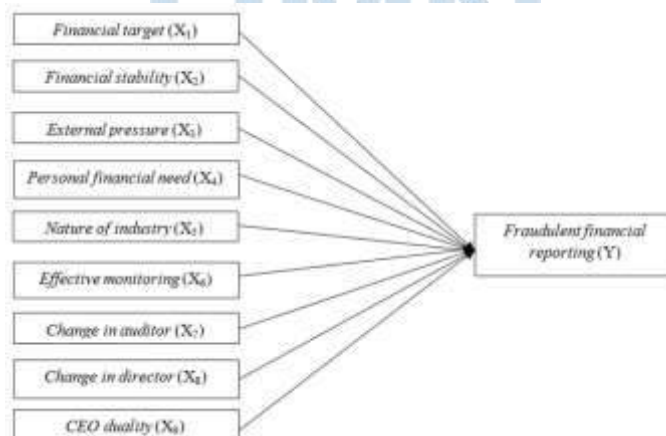 Financial target (X₁)
Financial stability (X₂)
External pressure (X₃)
Personal financial need (X₄)
Nature of industry (X₅)
Effective monitoring (X₆)
Change in auditor (X₇)
Change in director (X₈)
CEO duality (X₉)
Fraudulent financial
reporting (Y)